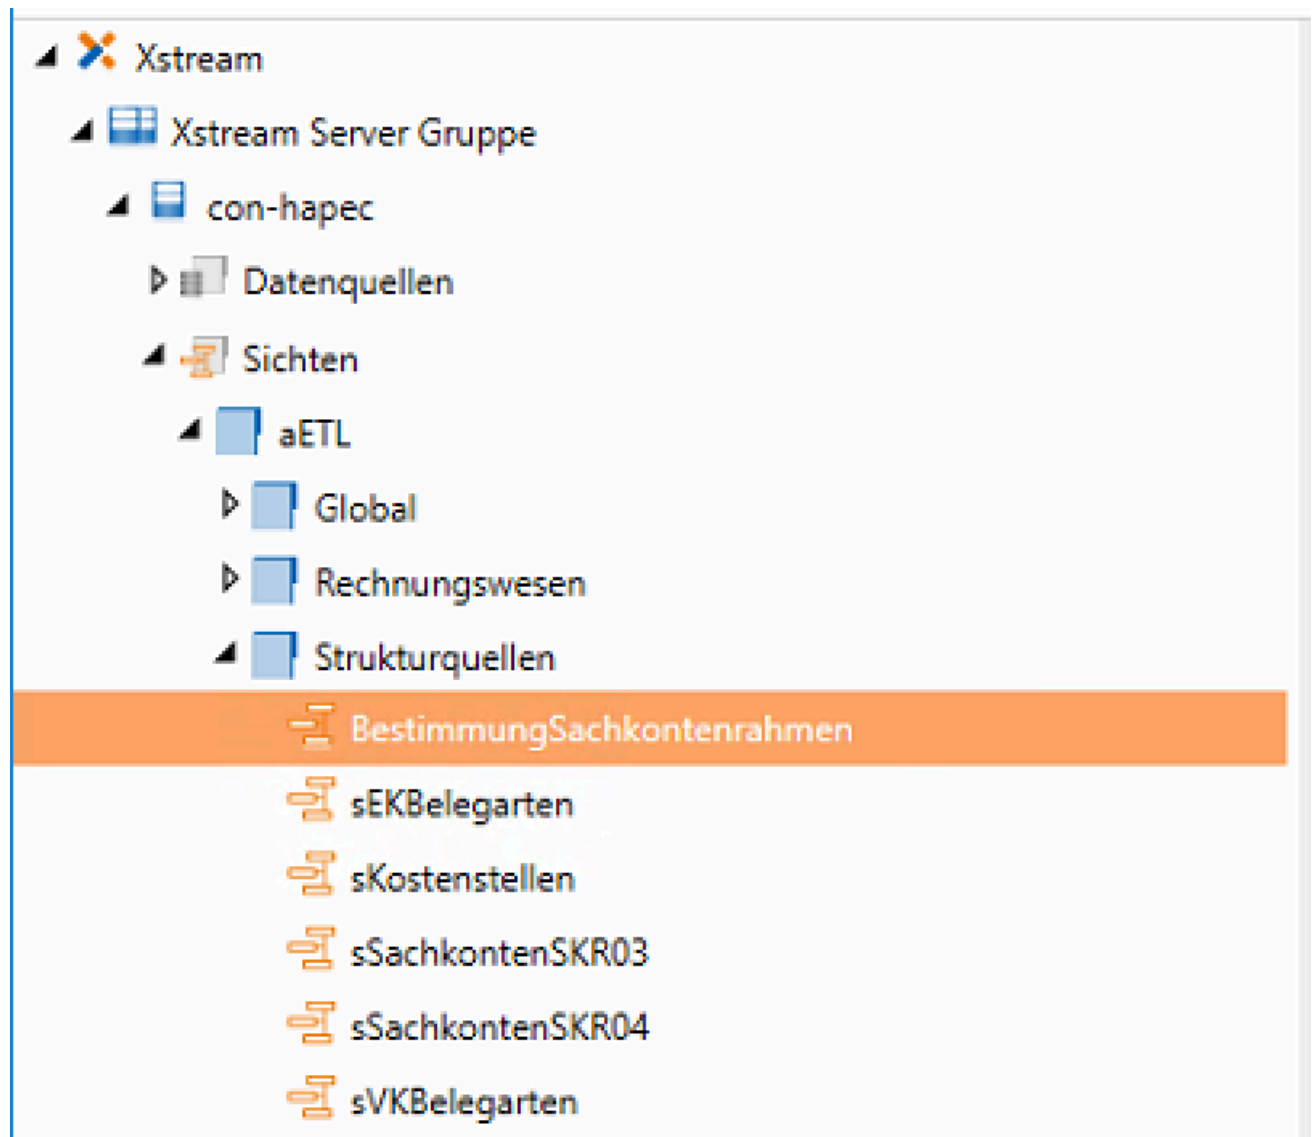 Xstream
Xstream Server Gruppe
con-hapec
Datenquellen
Sichten
aETL
Global
Rechnungswesen
Strukturquellen
BestimmungSachkontenrahmen
sEKBelegarten
sKostenstellen
sSachkontenSKR03
sSachkontenSKR04
sVKBelegarten